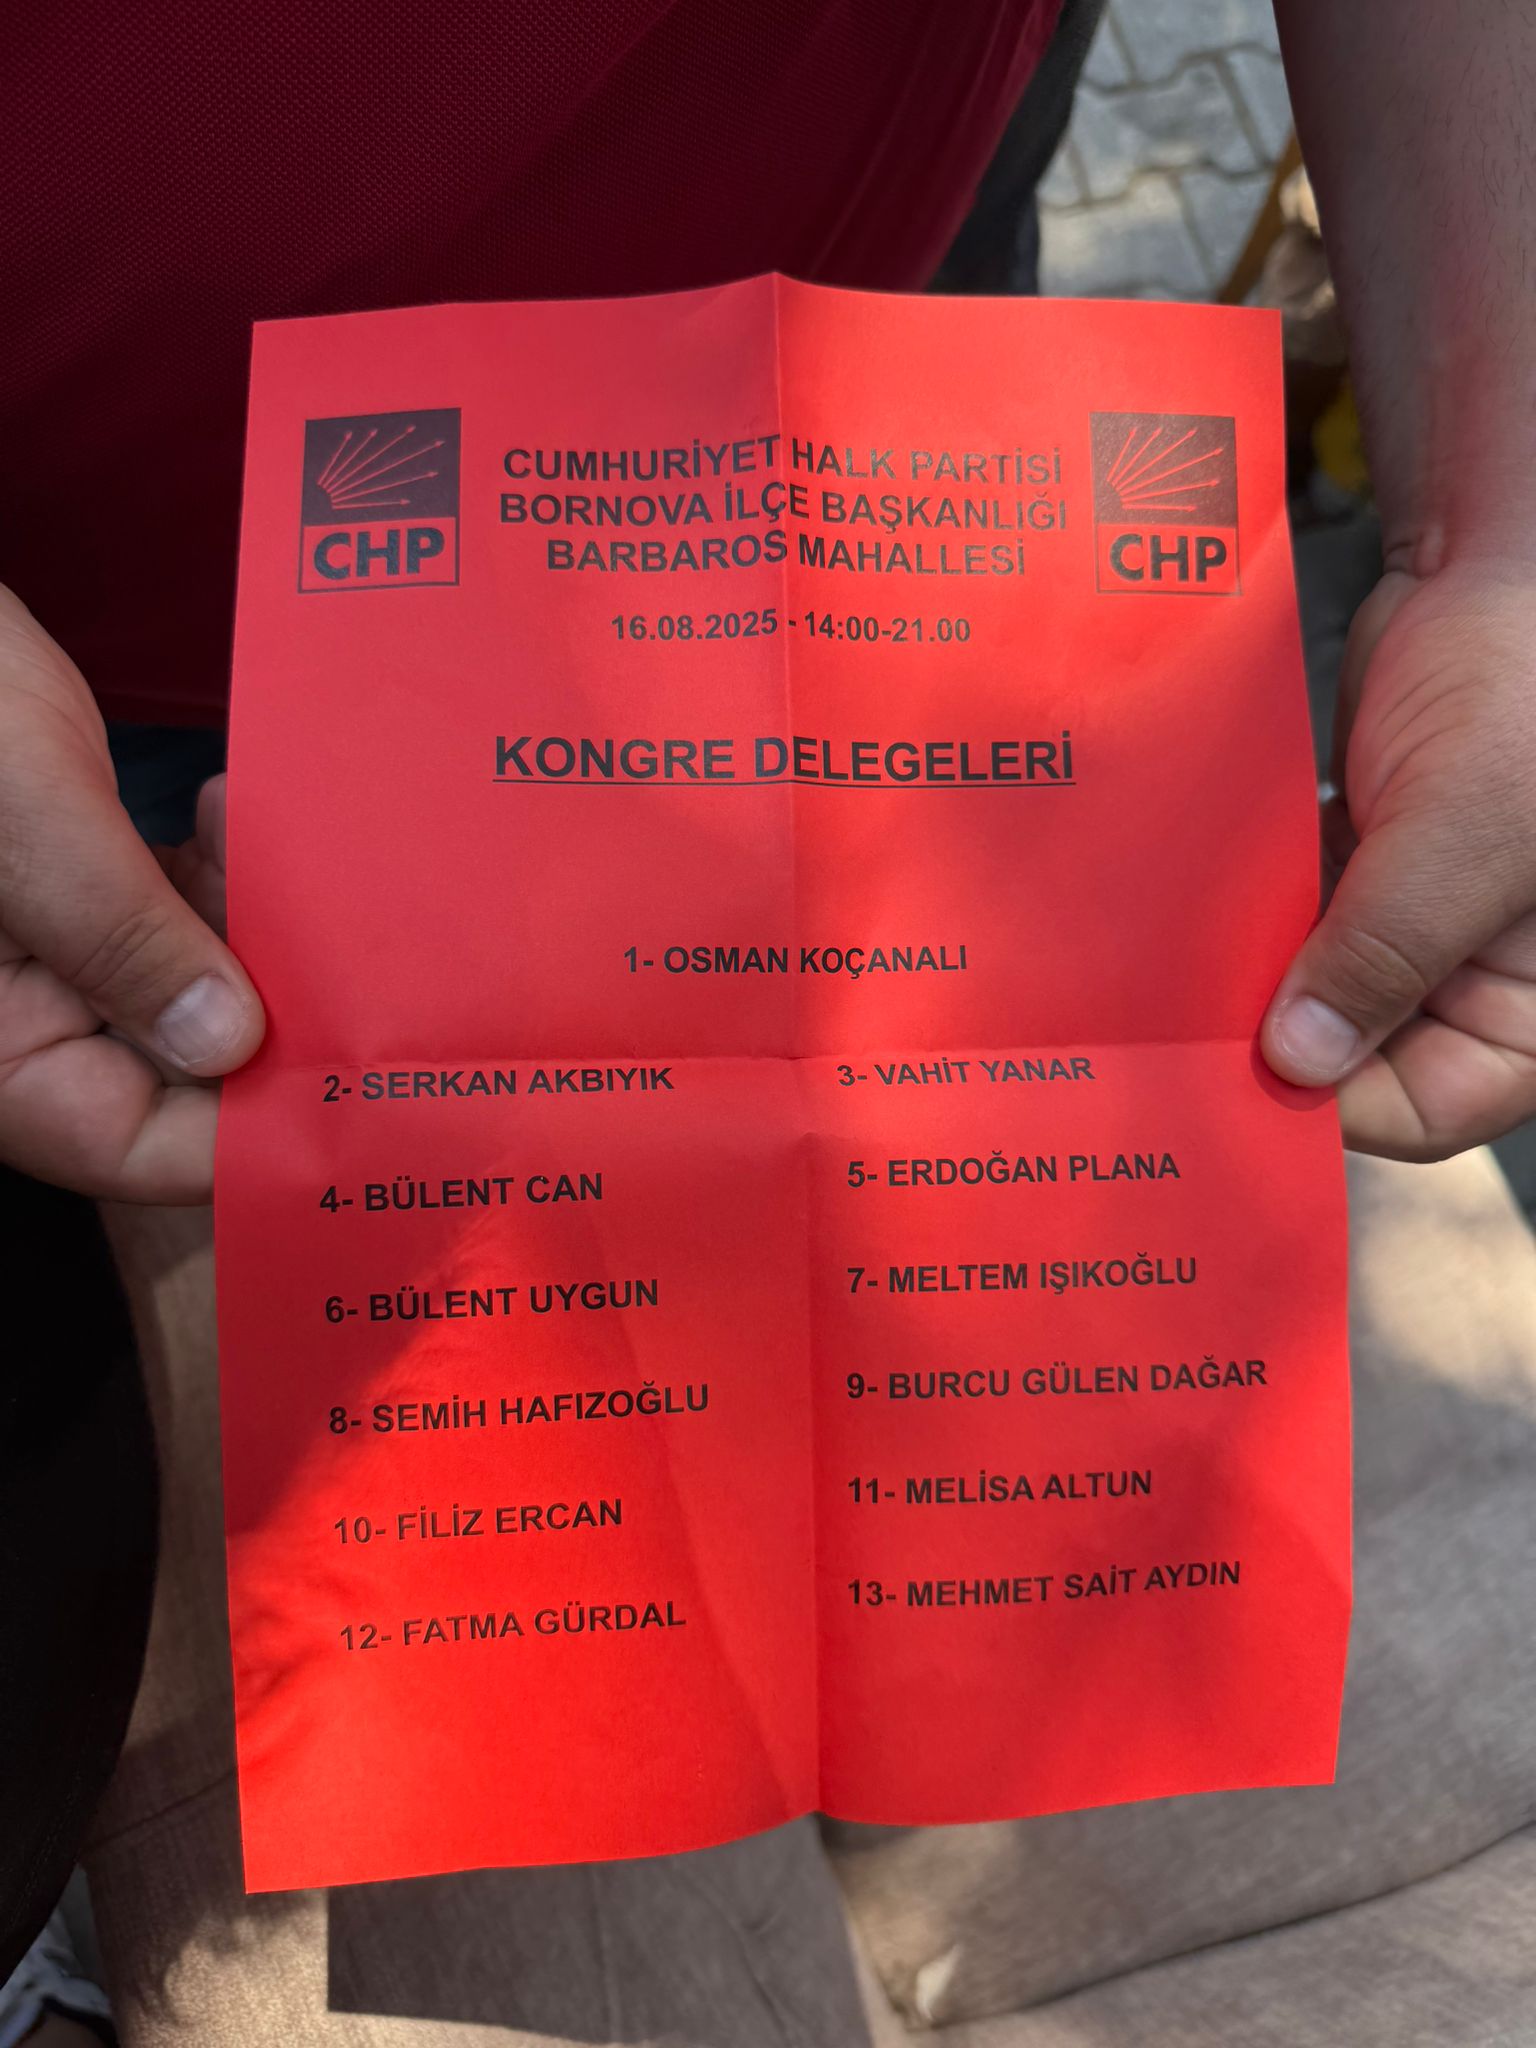 CHP
CUMHURİYET HALK PARTİSİ
BORNOVA İLÇE BAŞKANLIĞI
BARBAROS MAHALLESİ
CHP
16.08.2025 - 14:00-21.00
KONGRE DELEGELERİ
1- OSMAN KOÇANALI
2- SERKAN AKBIYIK
3- VAHİT YANAR
4- BÜLENT CAN
5- ERDOĞAN PLANA
6- BÜLENT UYGUN
7- MELTEM IŞIKOĞLU
8- SEMİH HAFIZOĞLU
9- BURCU GÜLEN DAĞAR
10- FİLİZ ERCAN
11- MELİSA ALTUN
12- FATMA GÜRDAL
13- MEHMET SAİT AYDIN